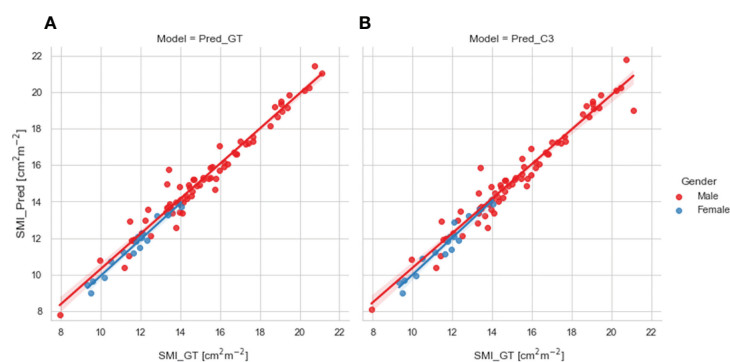 A
B
Model = Pred_GT
Model = Pred_C3
SMI_Pred [cm²m⁻²]
22
20
18
16
14
12
10
8
8 10 12 14 16 18 20 22
8 10 12 14 16 18 20 22
SMI_GT [cm²m⁻²]
SMI_GT [cm²m⁻²]
Gender
Male
Female